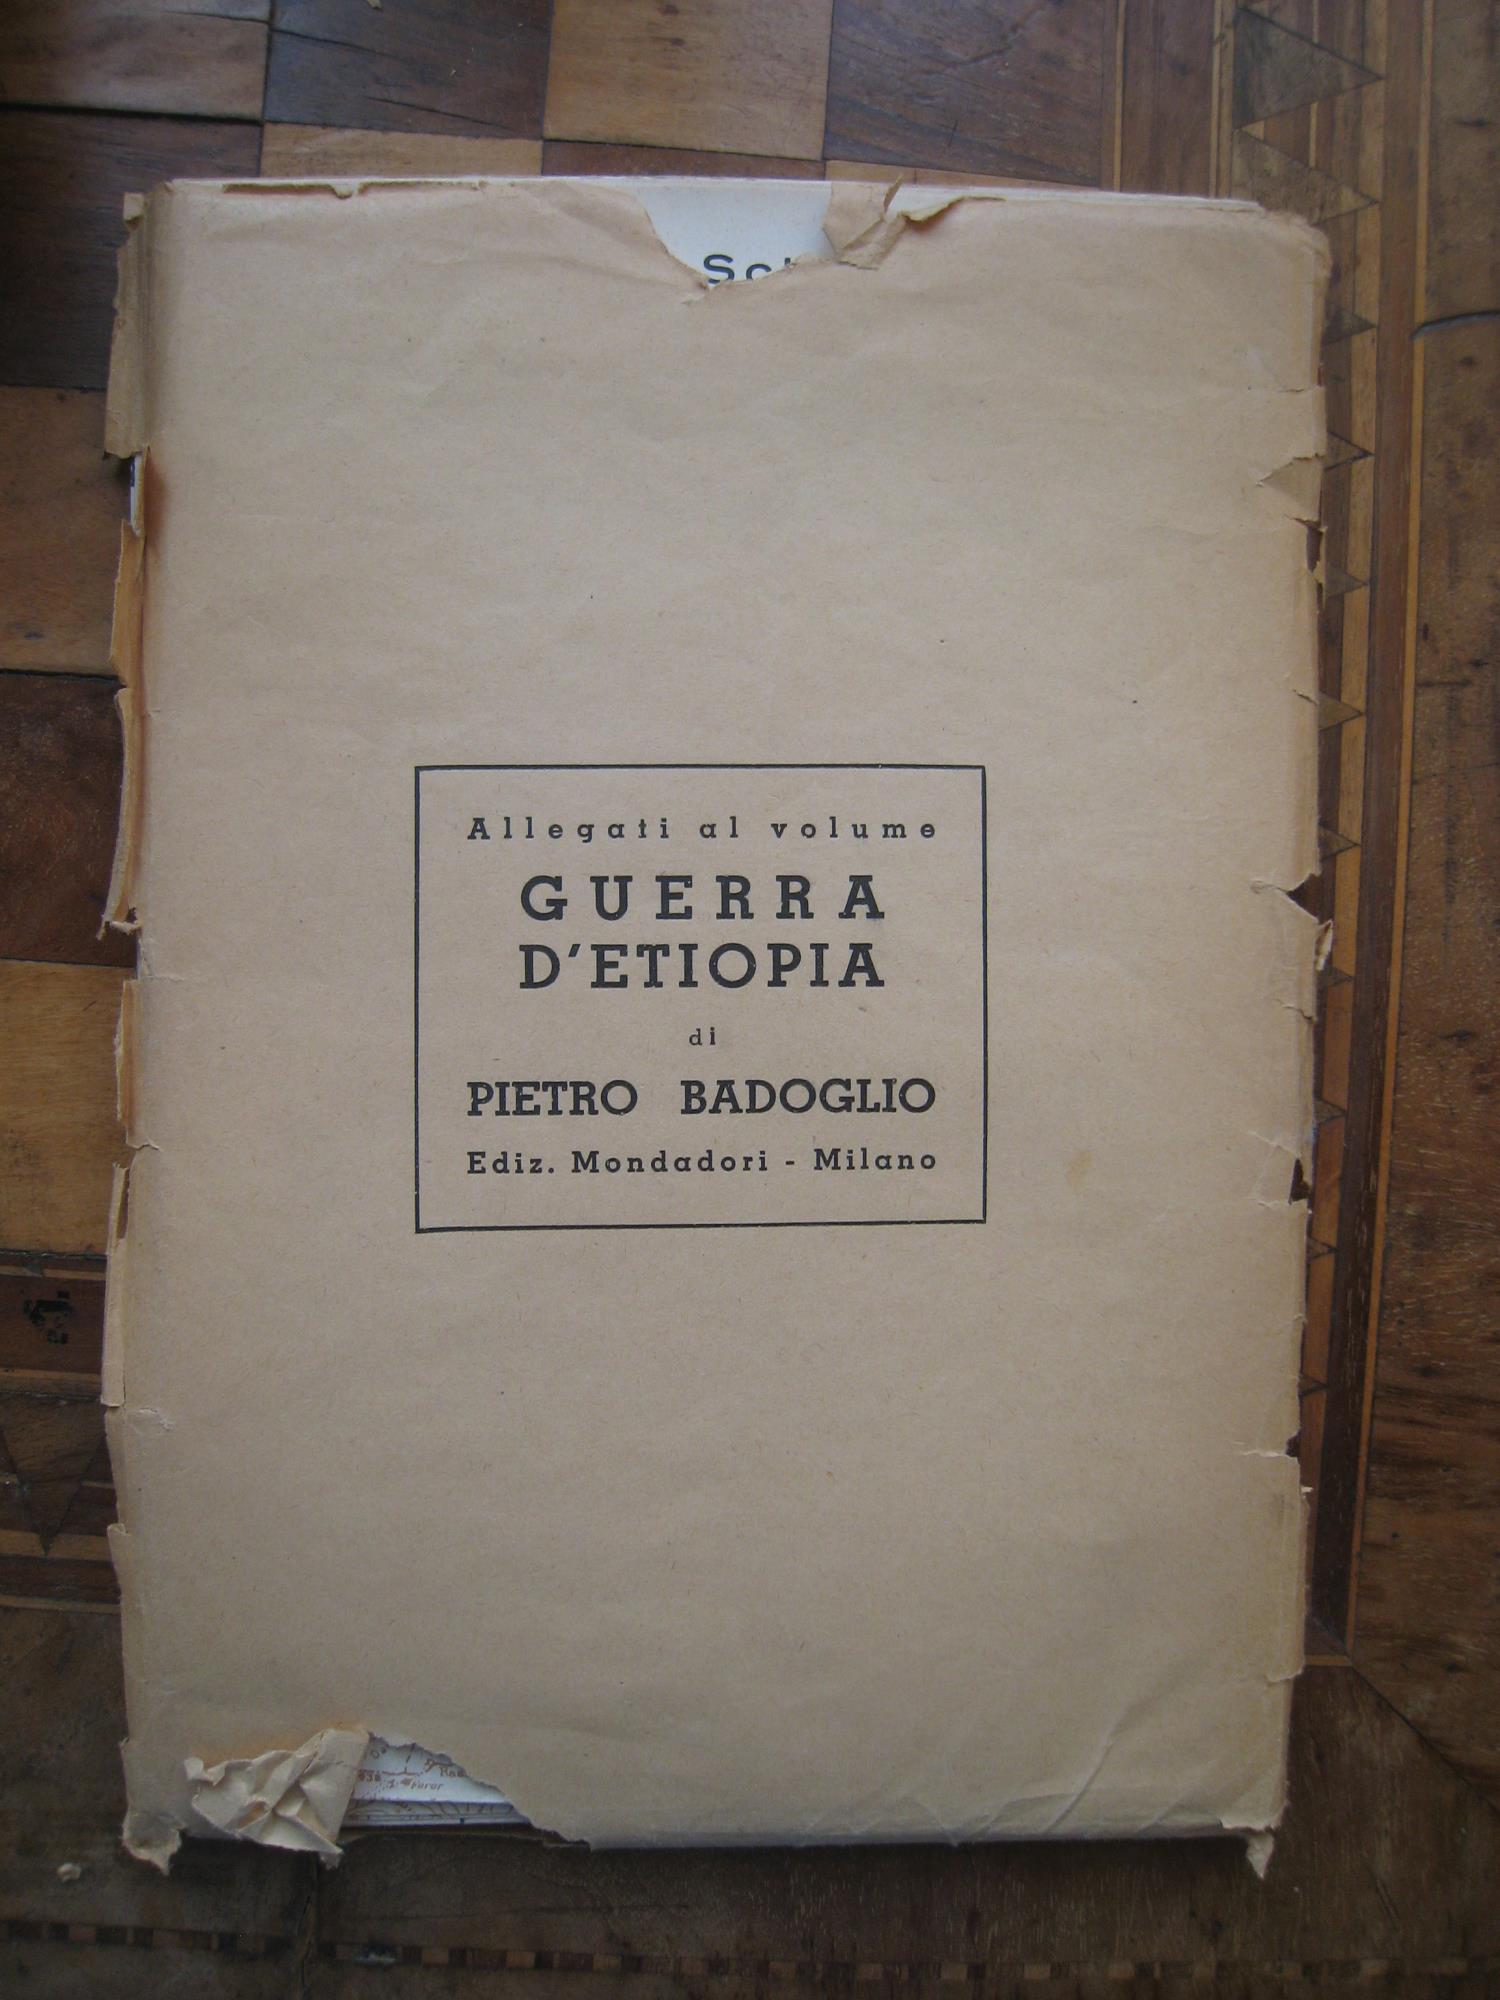 Allegati al volume
GUERRA
D'ETIOPIA
di
PIETRO BADOGLIO
Ediz. Mondadori - Milano